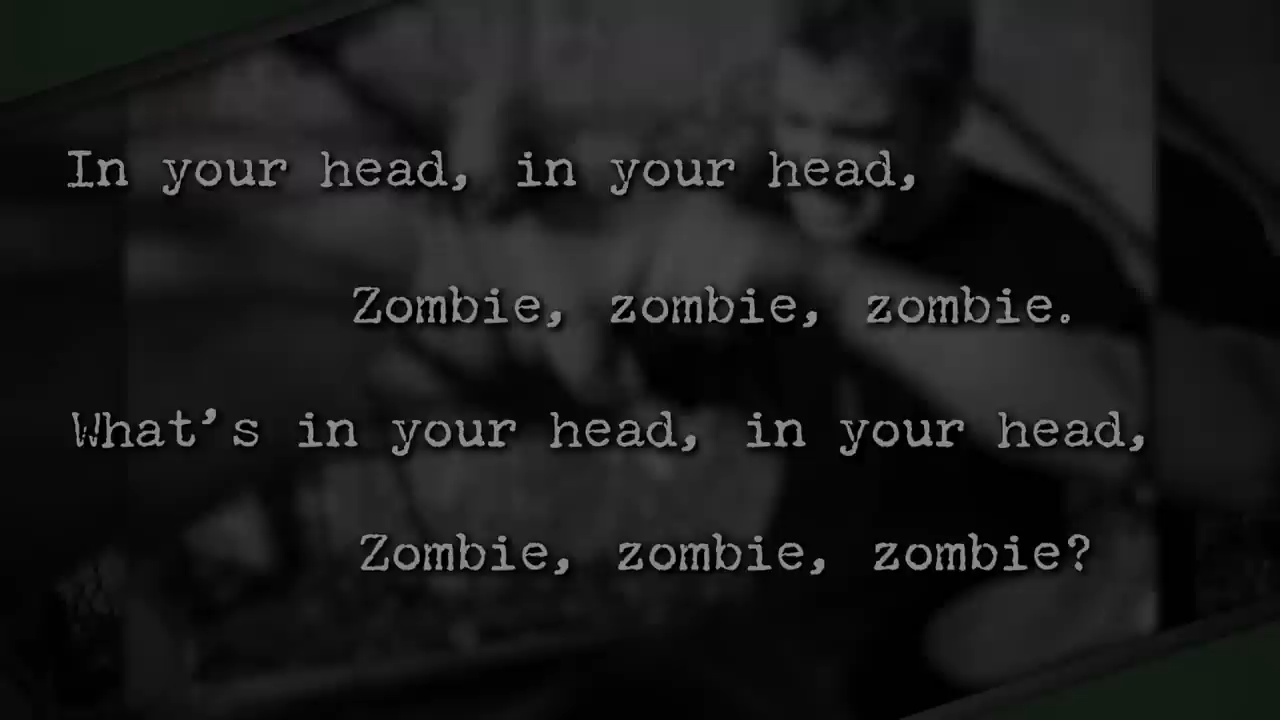 In your head, in your head,
Zombie, zombie, zombie.
What's in your head, in your head,
Zombie, zombie, zombie?